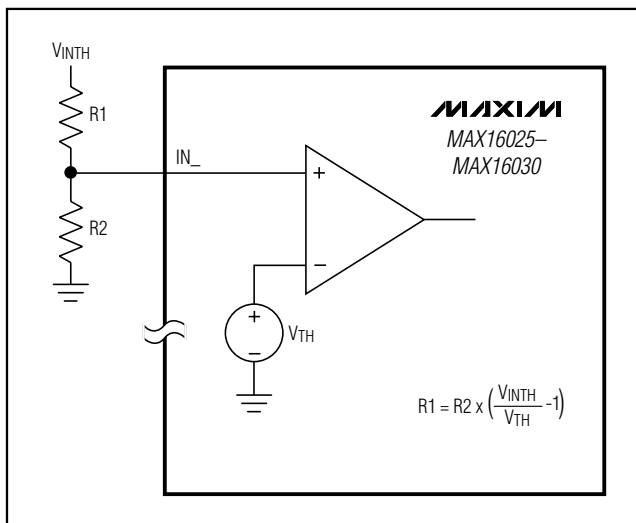 VINTH
R1
R2
IN_
+
−
+
−
VTH
MAXIM
MAX16025–
MAX16030
R1 = R2 x (VINTH/VTH -1)